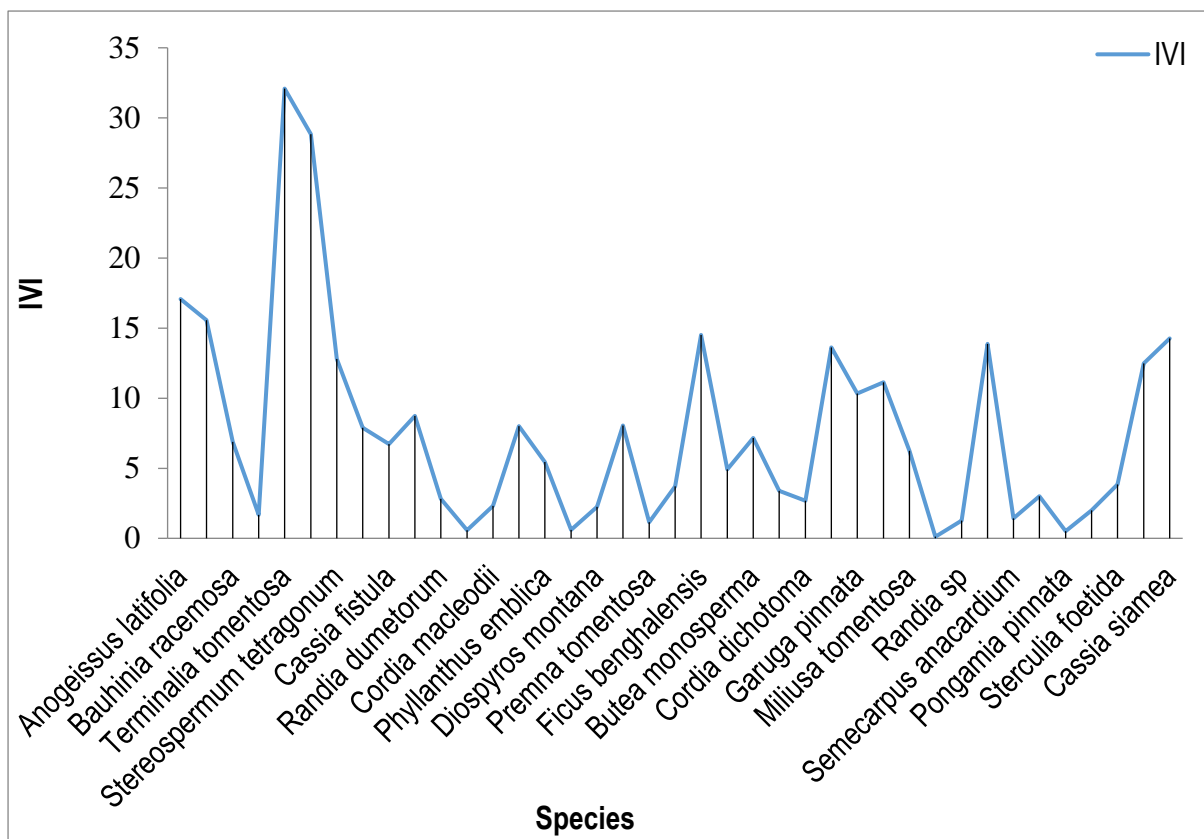 35
30
25
20
15
10
5
0
IVI
IVI
Anogeissus latifolia
Bauhinia racemosa
Terminalia tomentosa
Stereospermum tetragonum
Cassia fistula
Randia dumetorum
Cordia macleodii
Phyllanthus emblica
Diospyros montana
Premna tomentosa
Ficus benghalensis
Butea monosperma
Cordia dichotoma
Garuga pinnata
Miliusa tomentosa
Randia sp
Semecarpus anacardium
Pongamia pinnata
Sterculia foetida
Cassia siamea
Species